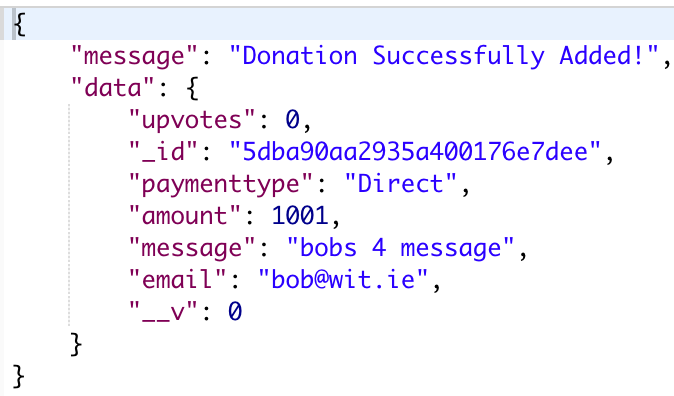 {
    "message": "Donation Successfully Added!",
    "data": {
        "upvotes": 0,
        "_id": "5dba90aa2935a400176e7dee",
        "paymenttype": "Direct",
        "amount": 1001,
        "message": "bobs 4 message",
        "email": "bob@wit.ie",
        "__v": 0
    }
}